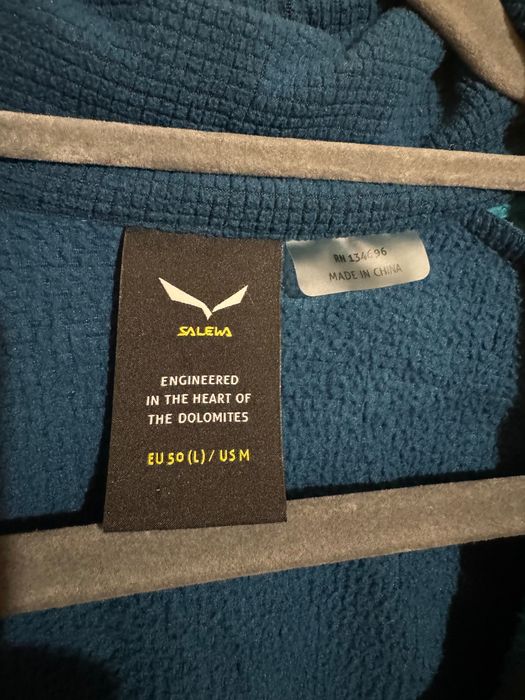 SALEWA
ENGINEERED
IN THE HEART OF
THE DOLOMITES
EU 50 (L) / US M
RN 134696
MADE IN CHINA